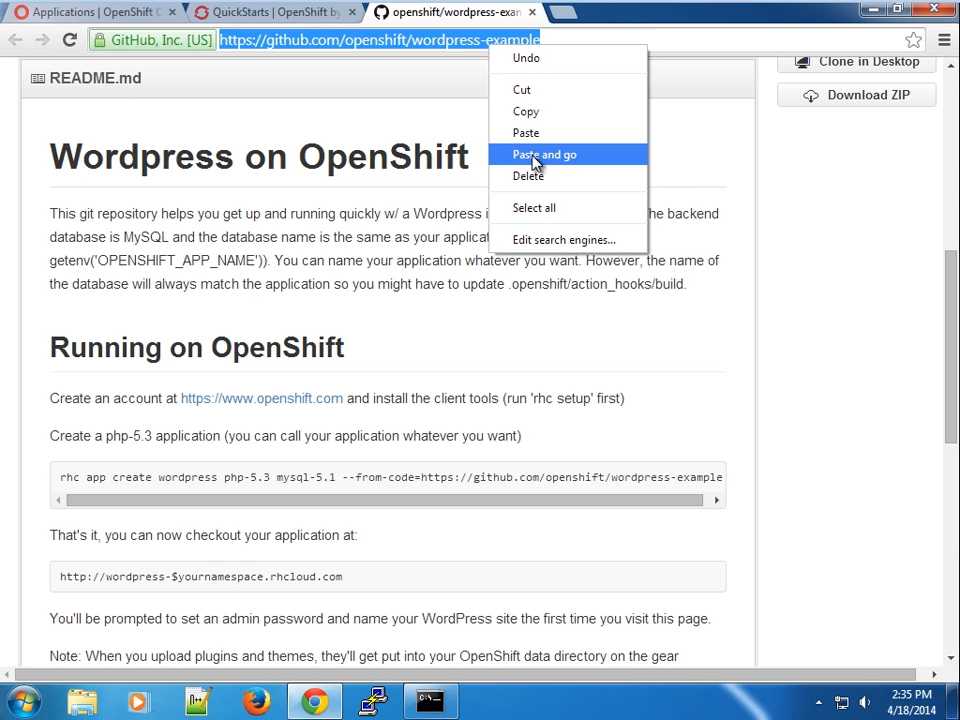 Applications | OpenShift O
QuickStarts | OpenShift by
openshift/wordpress-exam
GitHub, Inc. [US]
https://github.com/openshift/wordpress-example
Undo
Cut
Copy
Paste
Paste and go
Delete
Select all
Edit search engines...
Clone in Desktop
Download ZIP
README.md
Wordpress on OpenShift
This git repository helps you get up and running quickly w/ a Wordpress i
he backend
database is MySQL and the database name is the same as your applicat
getenv('OPENSHIFT_APP_NAME')). You can name your application whatever you want. However, the name of
the database will always match the application so you might have to update .openshift/action_hooks/build.
Running on OpenShift
Create an account at https://www.openshift.com and install the client tools (run 'rhc setup' first)
Create a php-5.3 application (you can call your application whatever you want)
rhc app create wordpress php-5.3 mysql-5.1 --from-code=https://github.com/openshift/wordpress-example
That's it, you can now checkout your application at:
http://wordpress-$yournamespace.rhcloud.com
You'll be prompted to set an admin password and name your WordPress site the first time you visit this page.
Note: When you upload plugins and themes, they'll get put into your OpenShift data directory on the gear
2:35 PM
4/18/2014